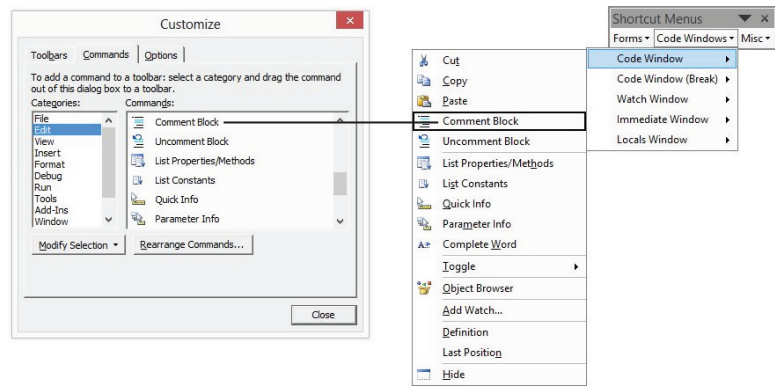 Customize
Toolbars Commands Options
To add a command to a toolbar: select a category and drag the command
out of this dialog box to a toolbar.
Categories:
File
Edit
View
Insert
Format
Debug
Run
Tools
Add-Ins
Window
Commands:
Comment Block
Uncomment Block
List Properties/Methods
List Constants
Quick Info
Parameter Info
Modify Selection
Rearrange Commands...
Close
Cut
Copy
Paste
Comment Block
Uncomment Block
List Properties/Methods
List Constants
Quick Info
Parameter Info
Complete Word
Toggle
Object Browser
Add Watch...
Definition
Last Position
Hide
Shortcut Menus
Forms Code Windows Misc
Code Window
Code Window (Break)
Watch Window
Immediate Window
Locals Window